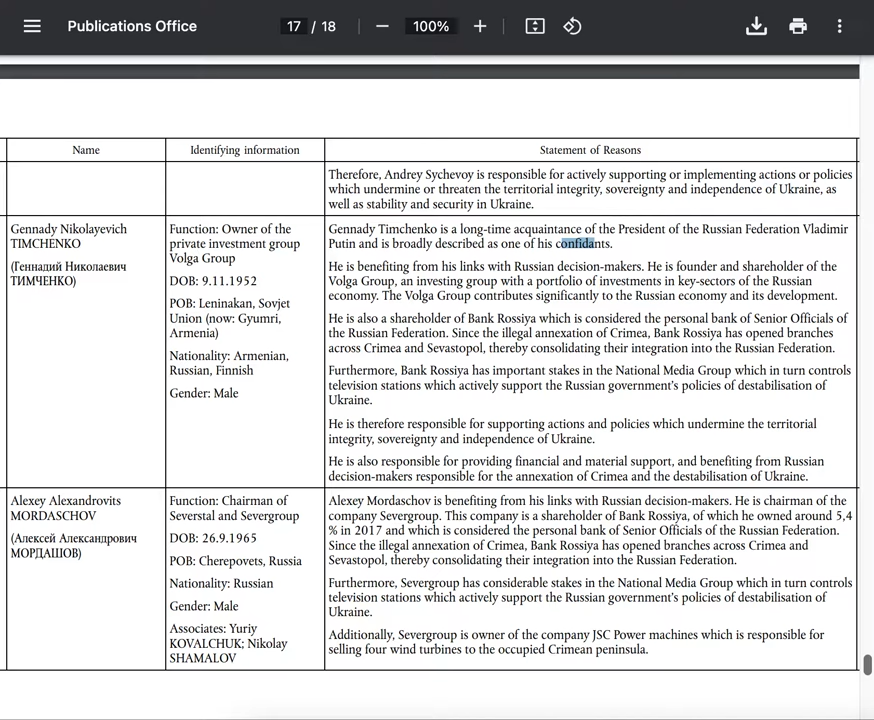 Publications Office
17 / 18
100%
Name
Identifying information
Statement of Reasons
Therefore, Andrey Sychevoy is responsible for actively supporting or implementing actions or policies
which undermine or threaten the territorial integrity, sovereignty and independence of Ukraine, as
well as stability and security in Ukraine.
Gennady Nikolayevich
TIMCHENKO
(Геннадий Николаевич
ТИМЧЕНКО)
Function: Owner of the
private investment group
Volga Group
DOB: 9.11.1952
POB: Leninakan, Sovjet
Union (now: Gyumri,
Armenia)
Nationality: Armenian,
Russian, Finnish
Gender: Male
Gennady Timchenko is a long-time acquaintance of the President of the Russian Federation Vladimir
Putin and is broadly described as one of his confidants.
He is benefiting from his links with Russian decision-makers. He is founder and shareholder of the
Volga Group, an investing group with a portfolio of investments in key-sectors of the Russian
economy. The Volga Group contributes significantly to the Russian economy and its development.
He is also a shareholder of Bank Rossiya which is considered the personal bank of Senior Officials of
the Russian Federation. Since the illegal annexation of Crimea, Bank Rossiya has opened branches
across Crimea and Sevastopol, thereby consolidating their integration into the Russian Federation.
Furthermore, Bank Rossiya has important stakes in the National Media Group which in turn controls
television stations which actively support the Russian government's policies of destabilisation of
Ukraine.
He is therefore responsible for supporting actions and policies which undermine the territorial
integrity, sovereignty and independence of Ukraine.
He is also responsible for providing financial and material support, and benefiting from Russian
decision-makers responsible for the annexation of Crimea and the destabilisation of Ukraine.
Alexey Alexandrovits
MORDASCHOV
(Алексей Александрович
МОРДАШОВ)
Function: Chairman of
Severstal and Severgroup
DOB: 26.9.1965
POB: Cherepovets, Russia
Nationality: Russian
Gender: Male
Associates: Yuriy
KOVALCHUK; Nikolay
SHAMALOV
Alexey Mordaschov is benefiting from his links with Russian decision-makers. He is chairman of the
company Severgroup. This company is a shareholder of Bank Rossiya, of which he owned around 5,4
% in 2017 and which is considered the personal bank of Senior Officials of the Russian Federation.
Since the illegal annexation of Crimea, Bank Rossiya has opened branches across Crimea and
Sevastopol, thereby consolidating their integration into the Russian Federation.
Furthermore, Severgroup has considerable stakes in the National Media Group which in turn controls
television stations which actively support the Russian government's policies of destabilisation of
Ukraine.
Additionally, Severgroup is owner of the company JSC Power machines which is responsible for
selling four wind turbines to the occupied Crimean peninsula.